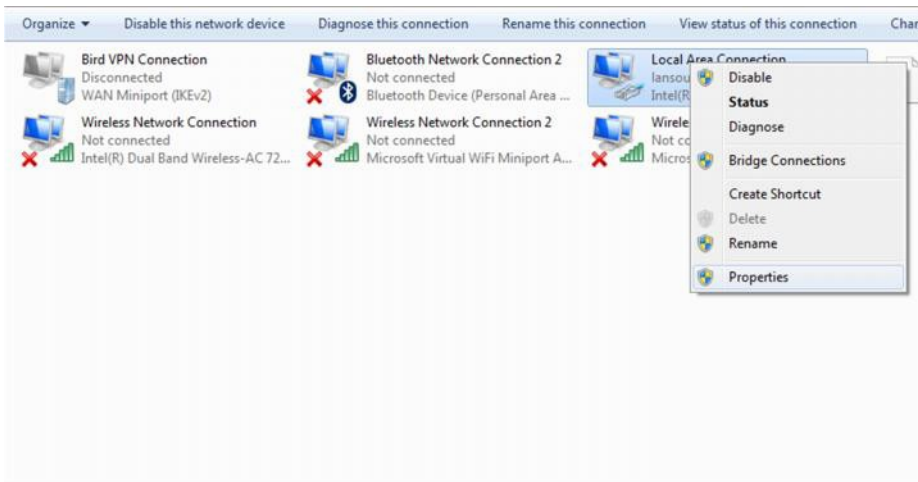 Organize Disable this network device Diagnose this connection Rename this connection View status of this connection Char
Bird VPN Connection
Disconnected
WAN Miniport (IKEv2)
Bluetooth Network Connection 2
Not connected
Bluetooth Device (Personal Area ...
Local Area Connection
lansou
Intel(R
Wireless Network Connection
Not connected
Intel(R) Dual Band Wireless-AC 72...
Wireless Network Connection 2
Not connected
Microsoft Virtual WiFi Miniport A...
Wirele
Not co
Micros
Disable
Status
Diagnose
Bridge Connections
Create Shortcut
Delete
Rename
Properties